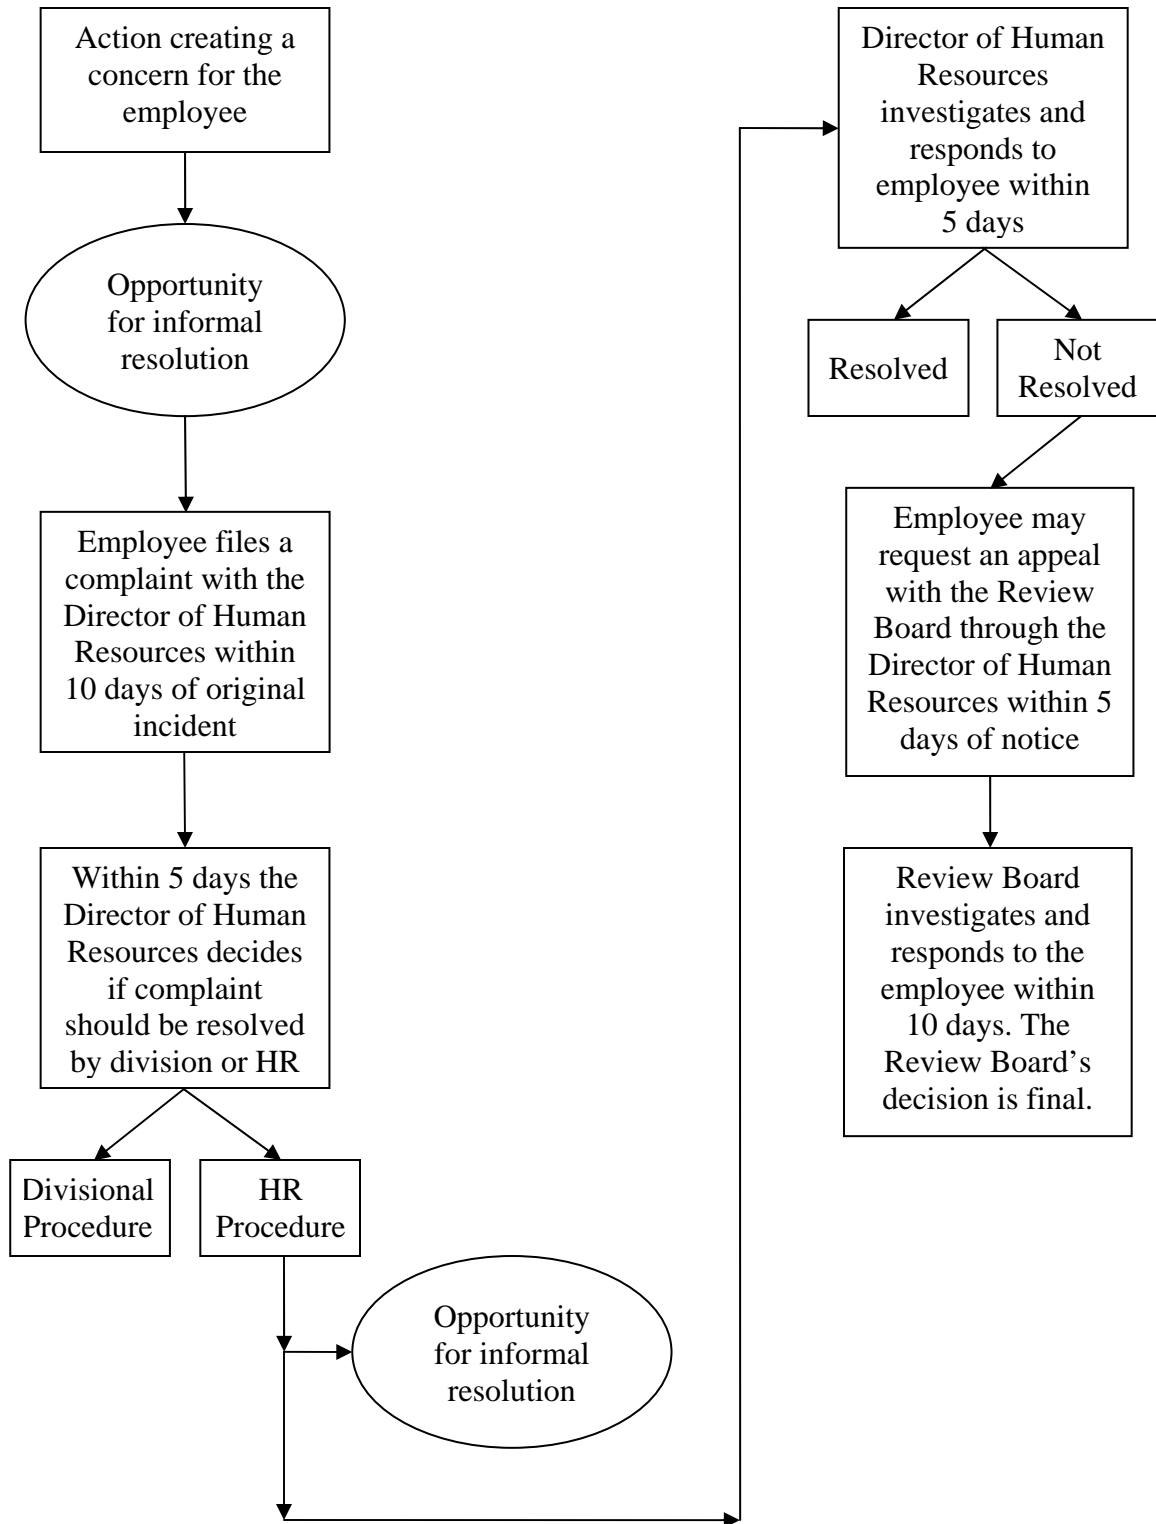 Action creating a
concern for the
employee
Opportunity
for informal
resolution
Employee files a
complaint with the
Director of Human
Resources within
10 days of original
incident
Within 5 days the
Director of Human
Resources decides
if complaint
should be resolved
by division or HR
Divisional
Procedure
HR
Procedure
Opportunity
for informal
resolution
Director of Human
Resources
investigates and
responds to
employee within
5 days
Resolved
Not
Resolved
Employee may
request an appeal
with the Review
Board through the
Director of Human
Resources within 5
days of notice
Review Board
investigates and
responds to the
employee within
10 days. The
Review Board’s
decision is final.